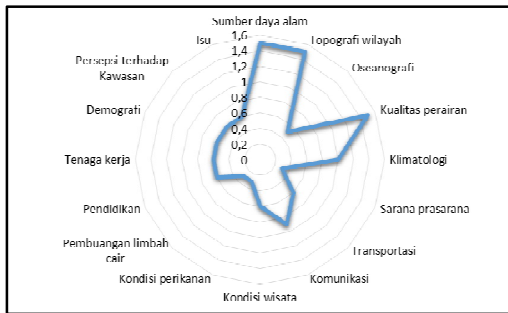 Sumber daya alam
Isu
1,6
Topografi wilayah
1,4
Persepsi terhadap
Kawasan
1,2
Oseanografi
1
0,8
Demografi
0,6
Kualitas perairan
0,4
0,2
Tenaga kerja
0
Klimatologi
Pendidikan
Sarana prasarana
Pembuangan limbah
cair
Transportasi
Kondisi perikanan
Komunikasi
Kondisi wisata